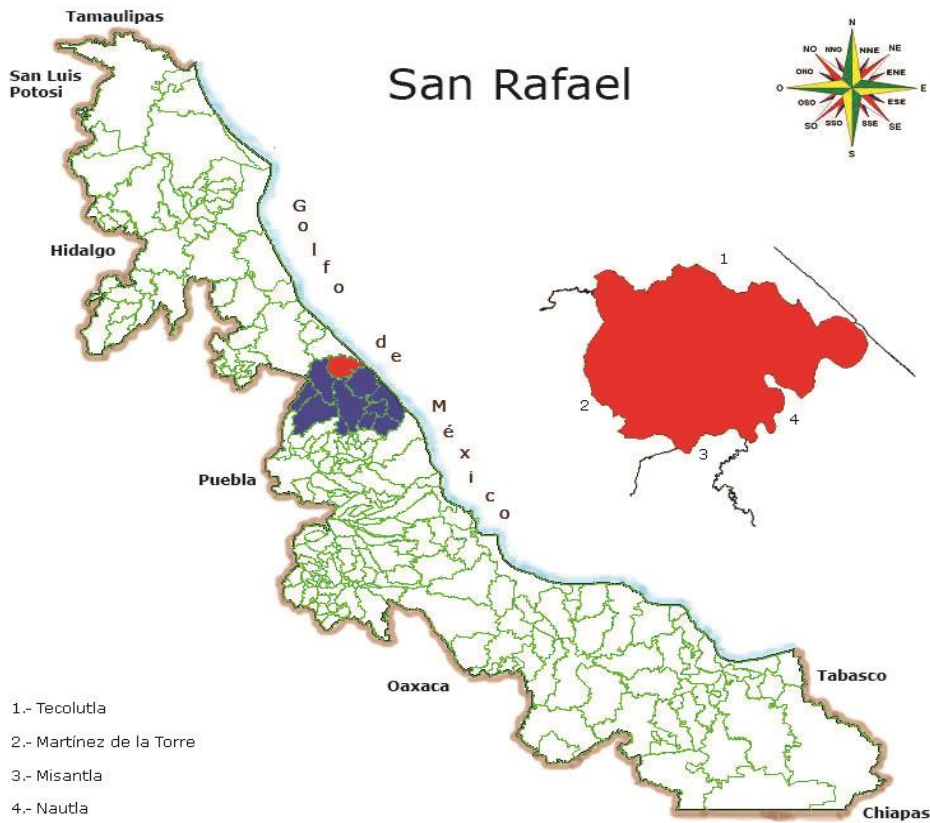 Tamaulipas
San Luis
Potosi
San Rafael
N
NNO
NNE
NO
NE
ONO
ENE
O
E
OSO
ESE
SO
SSO
SSE
SE
S
Hidalgo
Golfo
de
México
1
2
4
3
Puebla
Oaxaca
Tabasco
Chiapas
1.- Tecolutla
2.- Martínez de la Torre
3.- Misantla
4.- Nautla